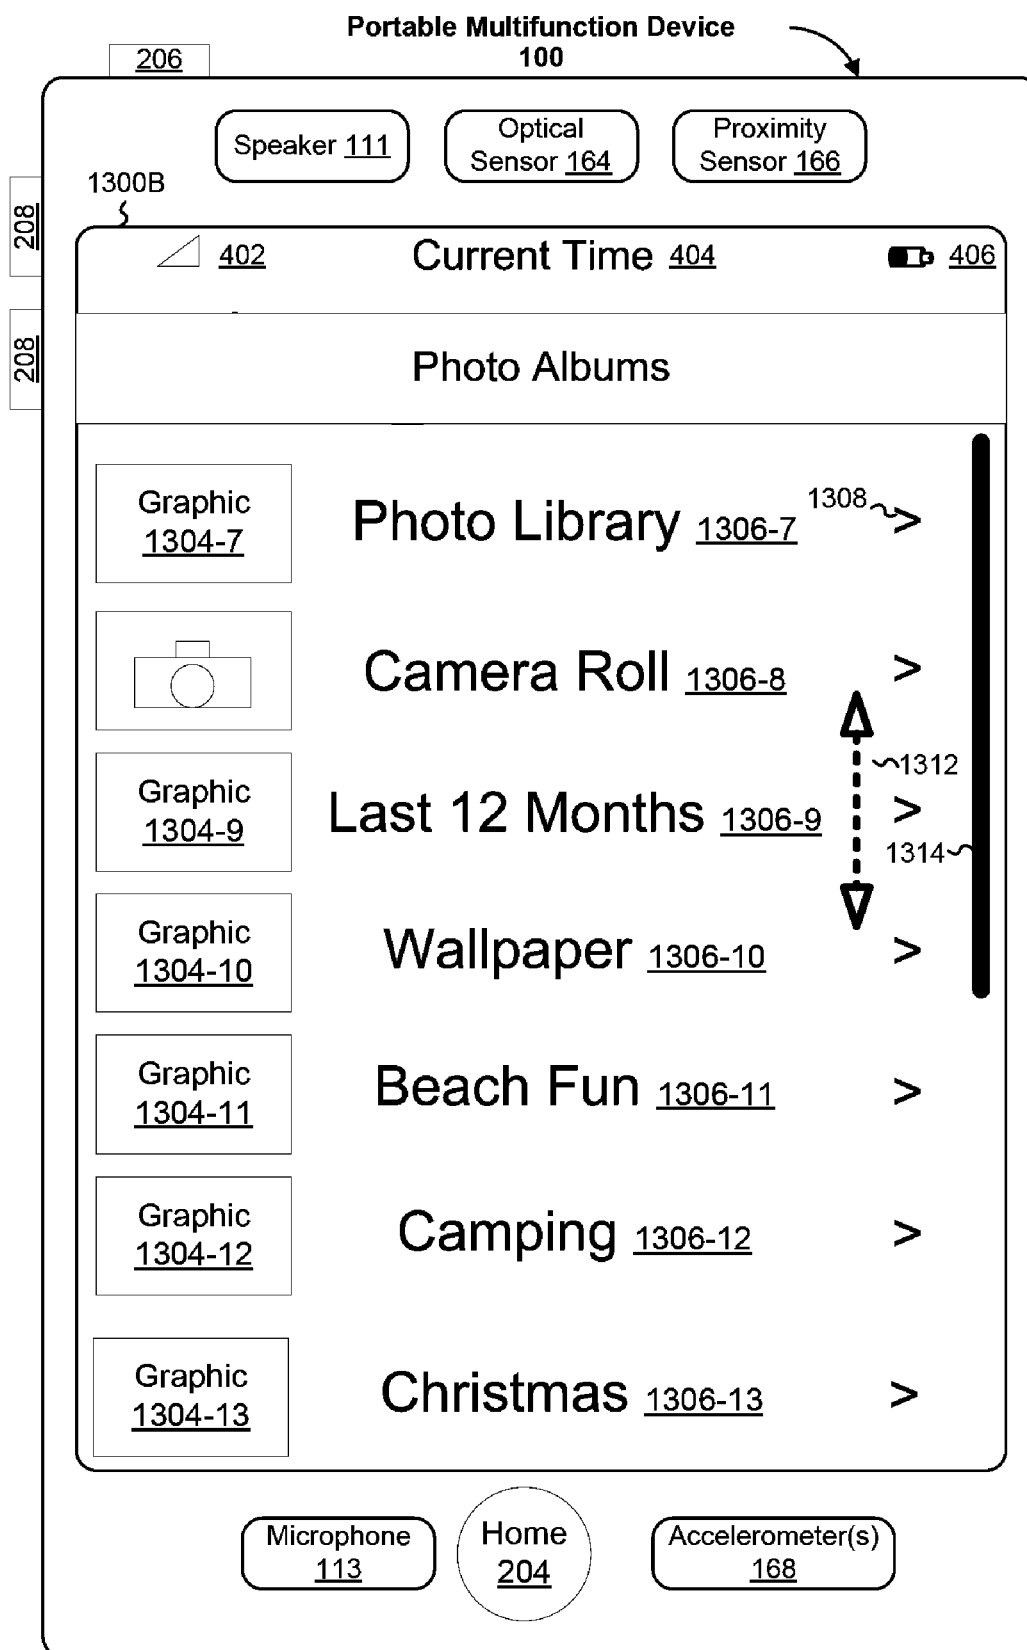 Portable Multifunction Device
100
206
Speaker 111
Optical
Sensor 164
Proximity
Sensor 166
1300B
208
208
402
Current Time 404
406
Photo Albums
Graphic
1304-7
Photo Library 1306-7
1308
>
Camera Roll 1306-8
>
1312
Graphic
1304-9
Last 12 Months 1306-9
>
1314
Graphic
1304-10
Wallpaper 1306-10
>
Graphic
1304-11
Beach Fun 1306-11
>
Graphic
1304-12
Camping 1306-12
>
Graphic
1304-13
Christmas 1306-13
>
Microphone
113
Home
204
Accelerometer(s)
168